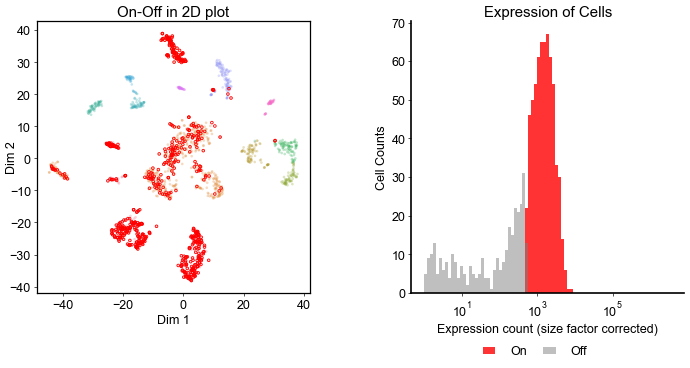 On-Off in 2D plot
40
30
20
10
0
−10
−20
−30
−40
Dim 2
−40 −20 0 20 40
Dim 1
Expression of Cells
70
60
50
40
30
20
10
0
Cell Counts
10^1 10^3 10^5
Expression count (size factor corrected)
On Off